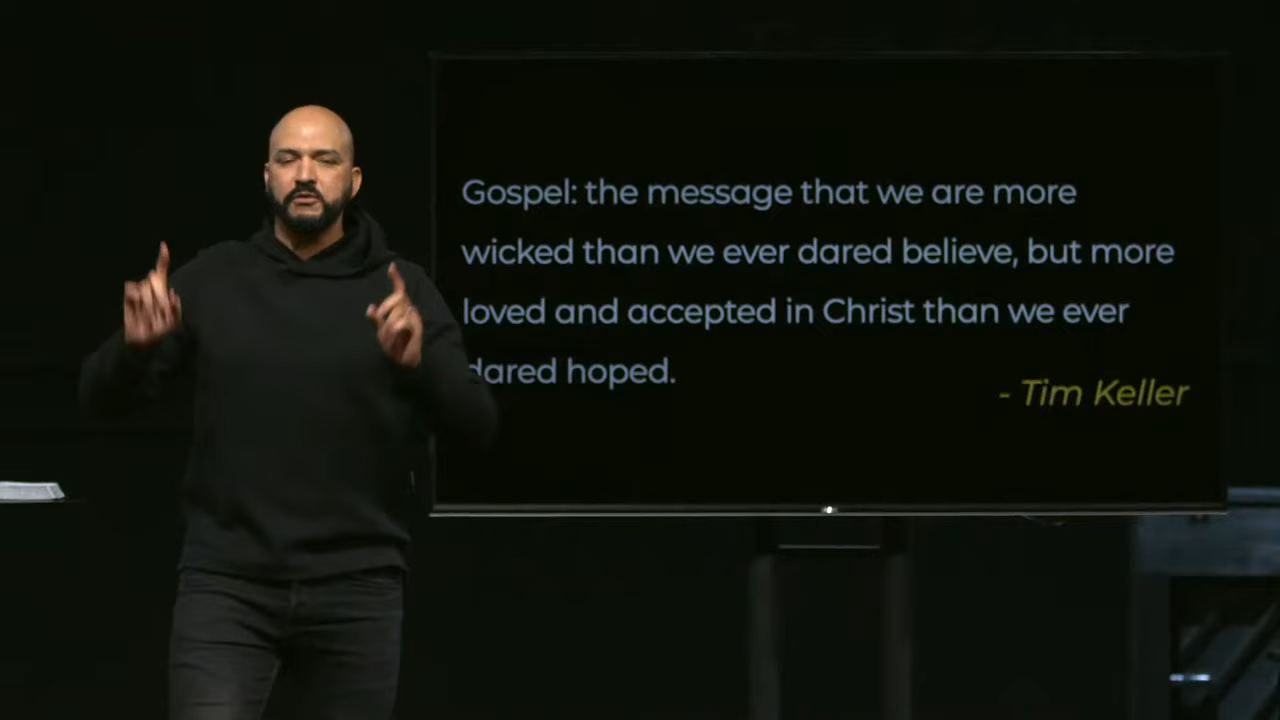 Gospel: the message that we are more
wicked than we ever dared believe, but more
loved and accepted in Christ than we ever
dared hoped.
- Tim Keller